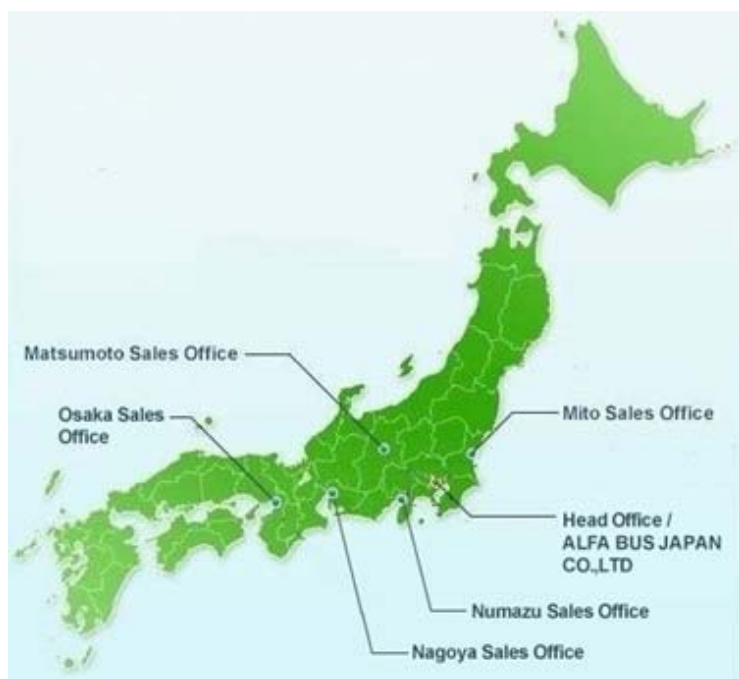 Matsumoto Sales Office
Osaka Sales
Office
Mito Sales Office
Head Office /
ALFA BUS JAPAN
CO.,LTD
Numazu Sales Office
Nagoya Sales Office